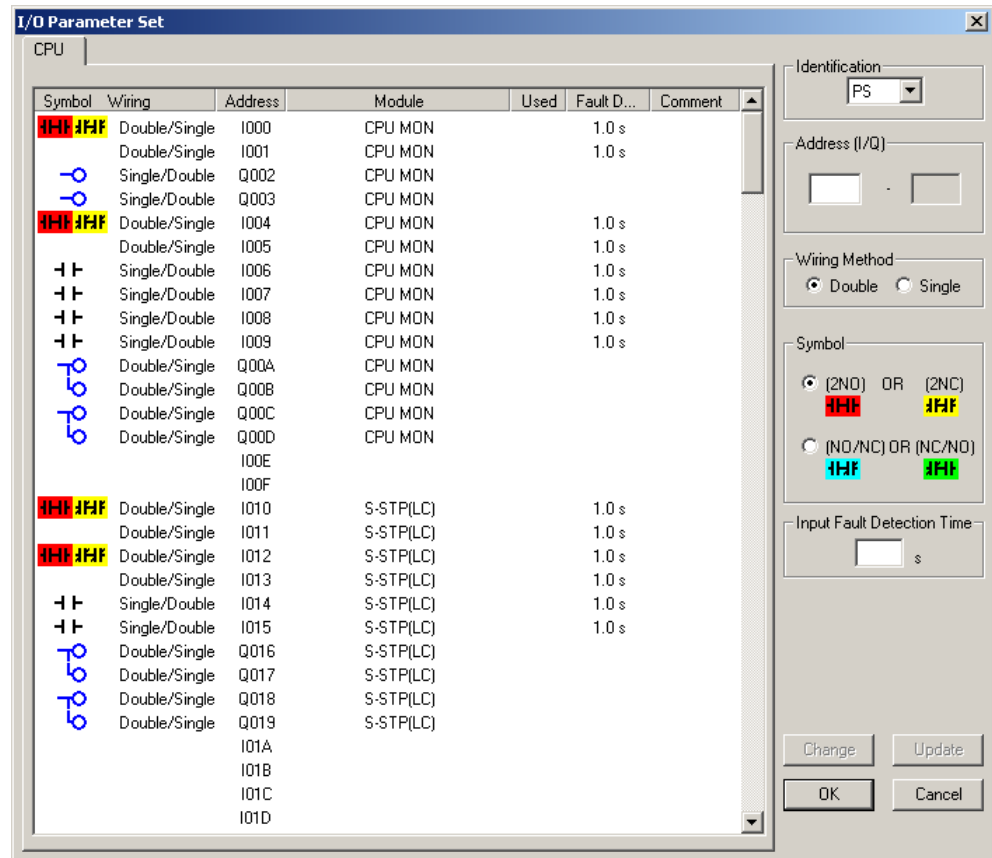 I/O Parameter Set
CPU
Symbol Wiring Address Module Used Fault D... Comment
Double/Single I000 CPU MON 1.0 s
Double/Single I001 CPU MON 1.0 s
Single/Double Q002 CPU MON
Single/Double Q003 CPU MON
Double/Single I004 CPU MON 1.0 s
Double/Single I005 CPU MON 1.0 s
Single/Double I006 CPU MON 1.0 s
Single/Double I007 CPU MON 1.0 s
Single/Double I008 CPU MON 1.0 s
Single/Double I009 CPU MON 1.0 s
Double/Single Q00A CPU MON
Double/Single Q00B CPU MON
Double/Single Q00C CPU MON
Double/Single Q00D CPU MON
I00E
I00F
Double/Single I010 S-STP(LC) 1.0 s
Double/Single I011 S-STP(LC) 1.0 s
Double/Single I012 S-STP(LC) 1.0 s
Double/Single I013 S-STP(LC) 1.0 s
Single/Double I014 S-STP(LC) 1.0 s
Single/Double I015 S-STP(LC) 1.0 s
Double/Single Q016 S-STP(LC)
Double/Single Q017 S-STP(LC)
Double/Single Q018 S-STP(LC)
Double/Single Q019 S-STP(LC)
I01A
I01B
I01C
I01D
Identification
PS
Address (I/Q)
-
Wiring Method
Double Single
Symbol
(2NO) OR (2NC)
(NO/NC) OR (NC/NO)
Input Fault Detection Time
s
Change Update
OK Cancel